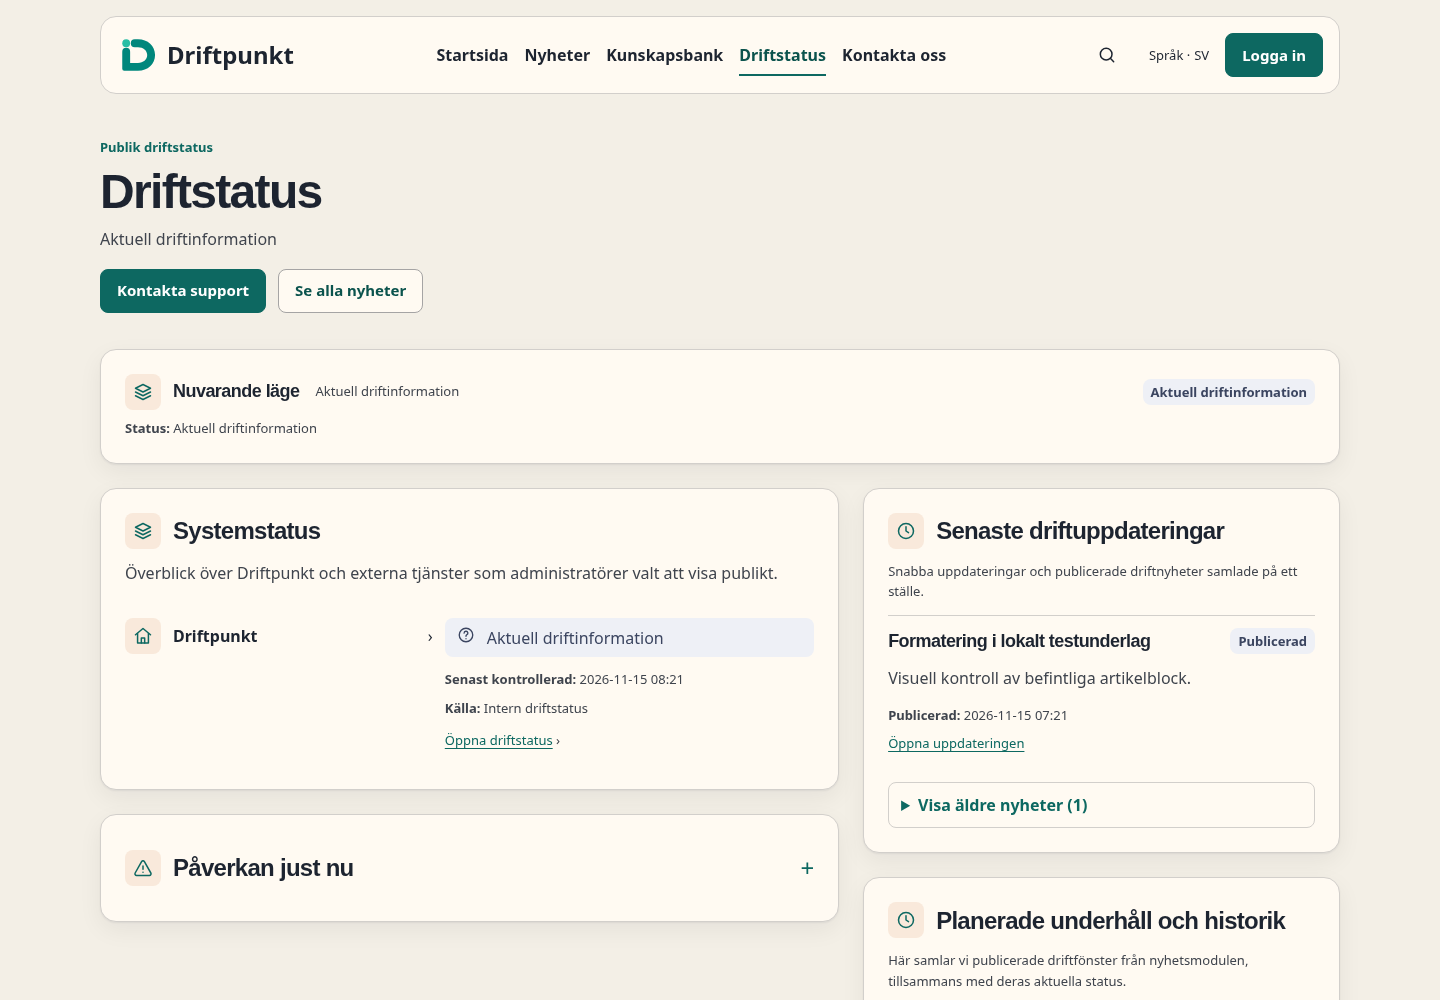 Driftpunkt
Startsida
Nyheter
Kunskapsbank
Driftstatus
Kontakta oss
Språk · SV
Logga in
Publik driftstatus
Driftstatus
Aktuell driftinformation
Kontakta support
Se alla nyheter
Nuvarande läge
Aktuell driftinformation
Aktuell driftinformation
Status: Aktuell driftinformation
Systemstatus
Överblick över Driftpunkt och externa tjänster som administratörer valt att visa publikt.
Driftpunkt
›
Aktuell driftinformation
Senast kontrollerad: 2026-11-15 08:21
Källa: Intern driftstatus
Öppna driftstatus ›
Påverkan just nu
+
Senaste driftuppdateringar
Snabba uppdateringar och publicerade driftnyheter samlade på ett
ställe.
Formatering i lokalt testunderlag
Publicerad
Visuell kontroll av befintliga artikelblock.
Publicerad: 2026-11-15 07:21
Öppna uppdateringen
Visa äldre nyheter (1)
Planerade underhåll och historik
Här samlar vi publicerade driftfönster från nyhetsmodulen,
tillsammans med deras aktuella status.